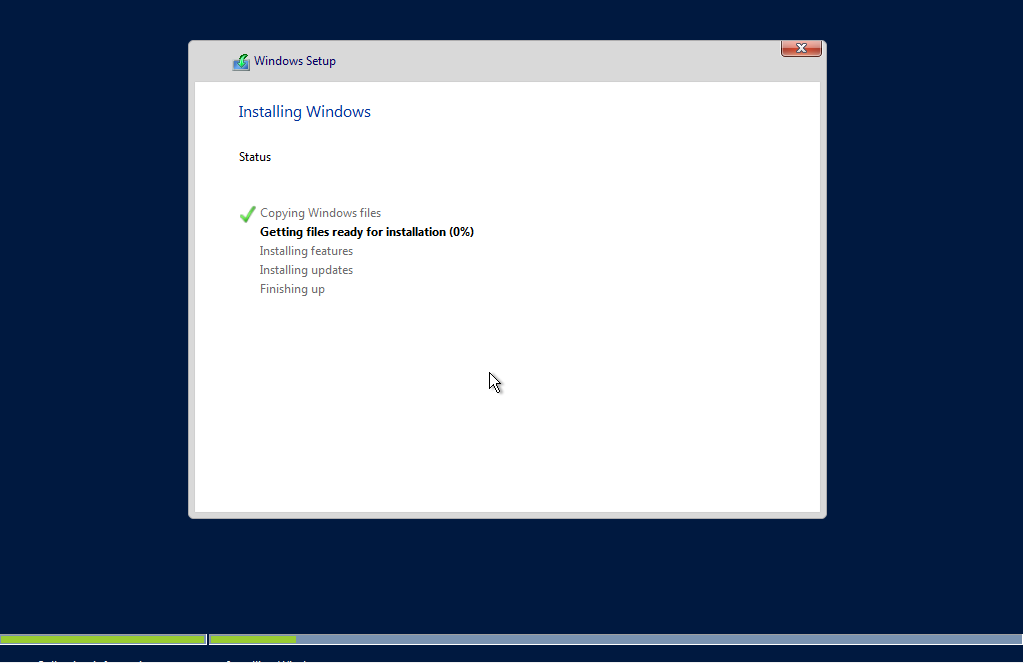 Windows Setup
Installing Windows
Status
Copying Windows files
Getting files ready for installation (0%)
Installing features
Installing updates
Finishing up